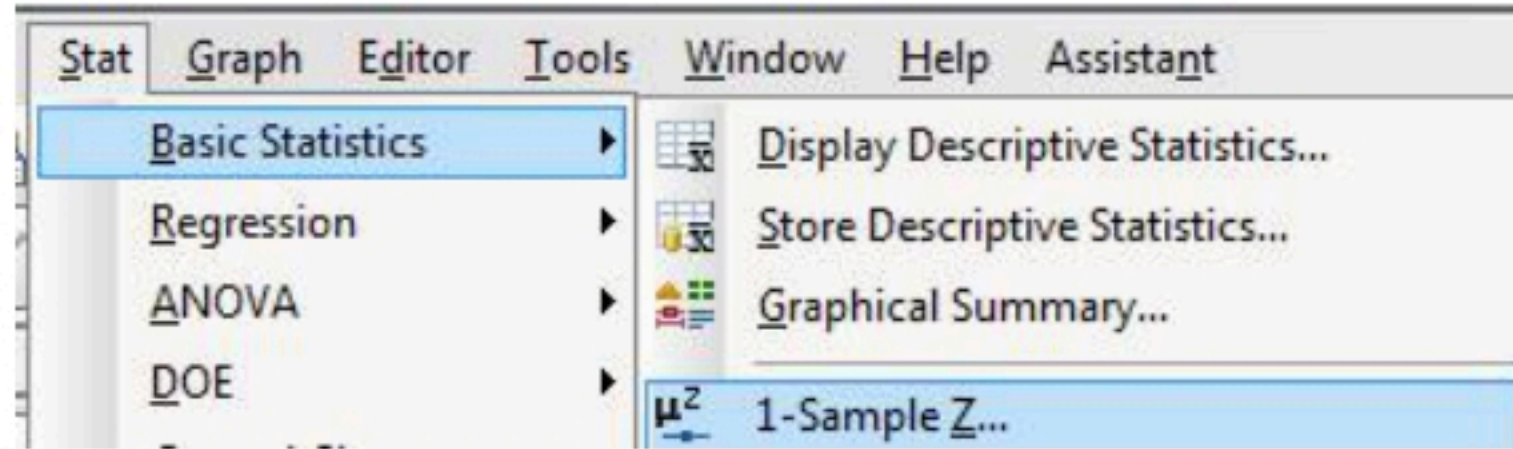 Stat Graph Editor Tools Window Help Assistant
Basic Statistics
Regression
ANOVA
DOE
Display Descriptive Statistics...
Store Descriptive Statistics...
Graphical Summary...
µZ 1-Sample Z...